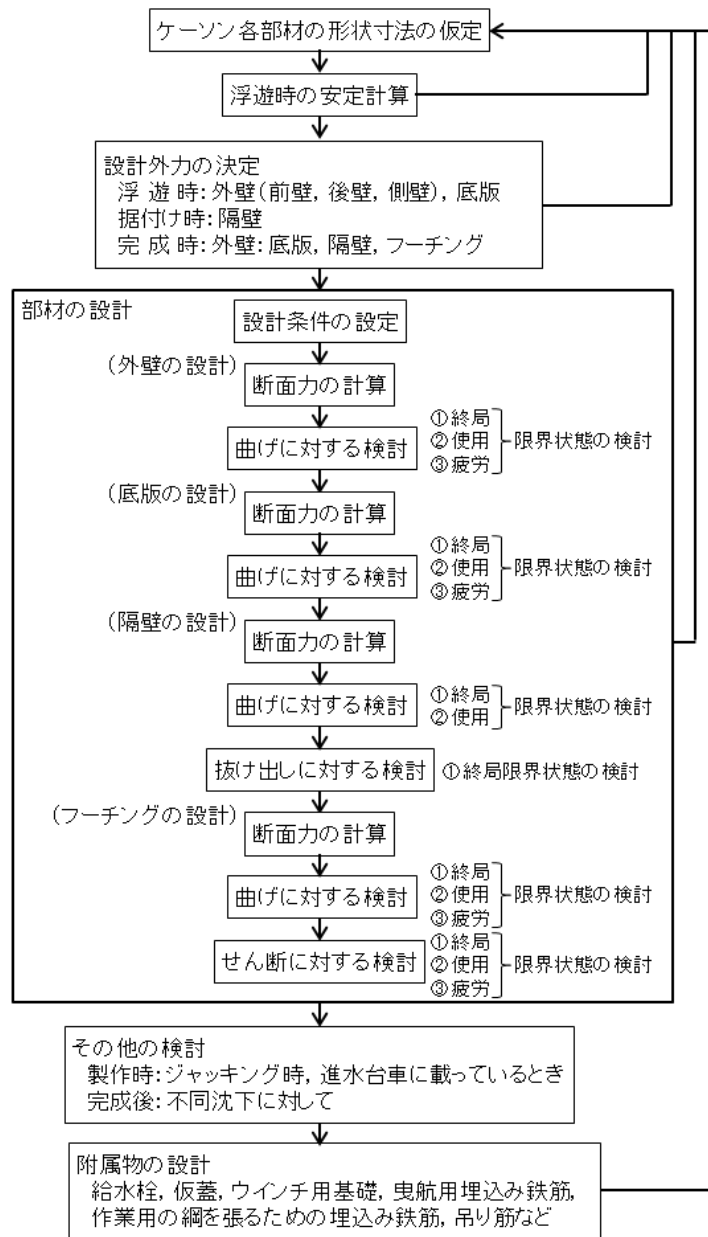 ケーソン各部材の形状寸法の仮定
浮遊時の安定計算
設計外力の決定
浮 遊 時：外壁（前壁，後壁，側壁），底版
据付け時：隔壁
完 成 時：外壁：底版，隔壁，フーチング
部材の設計
設計条件の設定
（外壁の設計）
断面力の計算
曲げに対する検討
①終局
②使用
③疲労
限界状態の検討
（底版の設計）
断面力の計算
曲げに対する検討
①終局
②使用
③疲労
限界状態の検討
（隔壁の設計）
断面力の計算
曲げに対する検討
①終局
②使用
限界状態の検討
抜け出しに対する検討
①終局限界状態の検討
（フーチングの設計）
断面力の計算
曲げに対する検討
①終局
②使用
③疲労
限界状態の検討
せん断に対する検討
①終局
②使用
③疲労
限界状態の検討
その他の検討
製作時：ジャッキング時，進水台車に載っているとき
完成後：不同沈下に対して
附属物の設計
給水栓，仮蓋，ウインチ用基礎，曳航用埋込み鉄筋，
作業用の綱を張るための埋込み鉄筋，吊り筋など